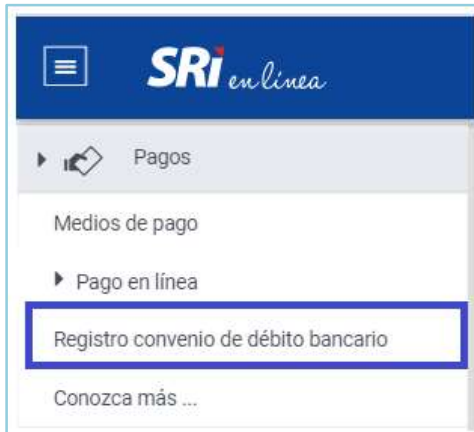 SRi en línea
Pagos
Medios de pago
Pago en línea
Registro convenio de débito bancario
Conozca más ...